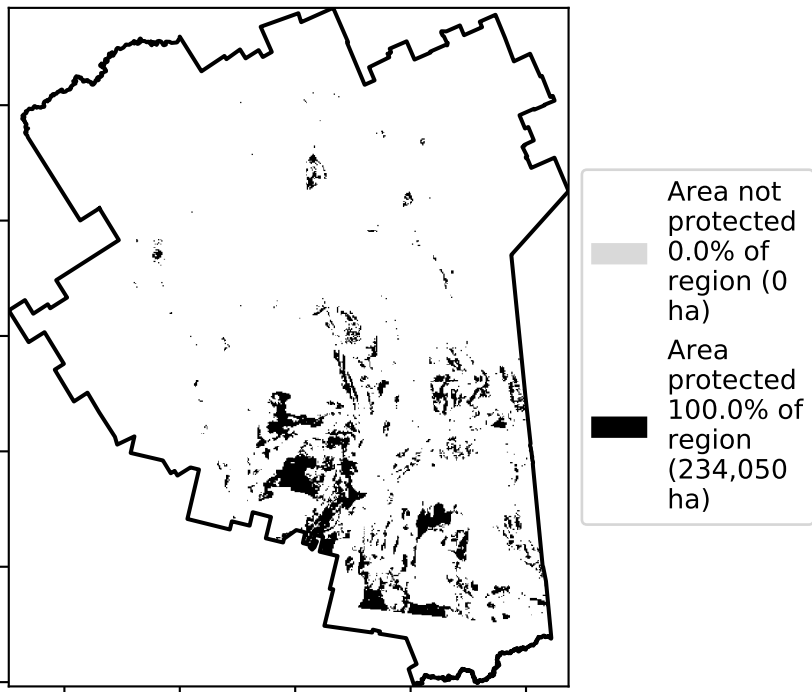 Area not
protected
0.0% of
region (0
ha)
Area
protected
100.0% of
region
(234,050
ha)